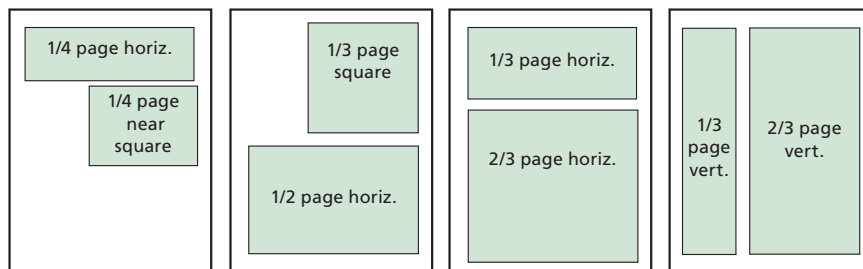 1/4 page horiz.
1/4 page
near
square
1/3 page
square
1/2 page horiz.
1/3 page horiz.
2/3 page horiz.
1/3
page
vert.
2/3 page
vert.